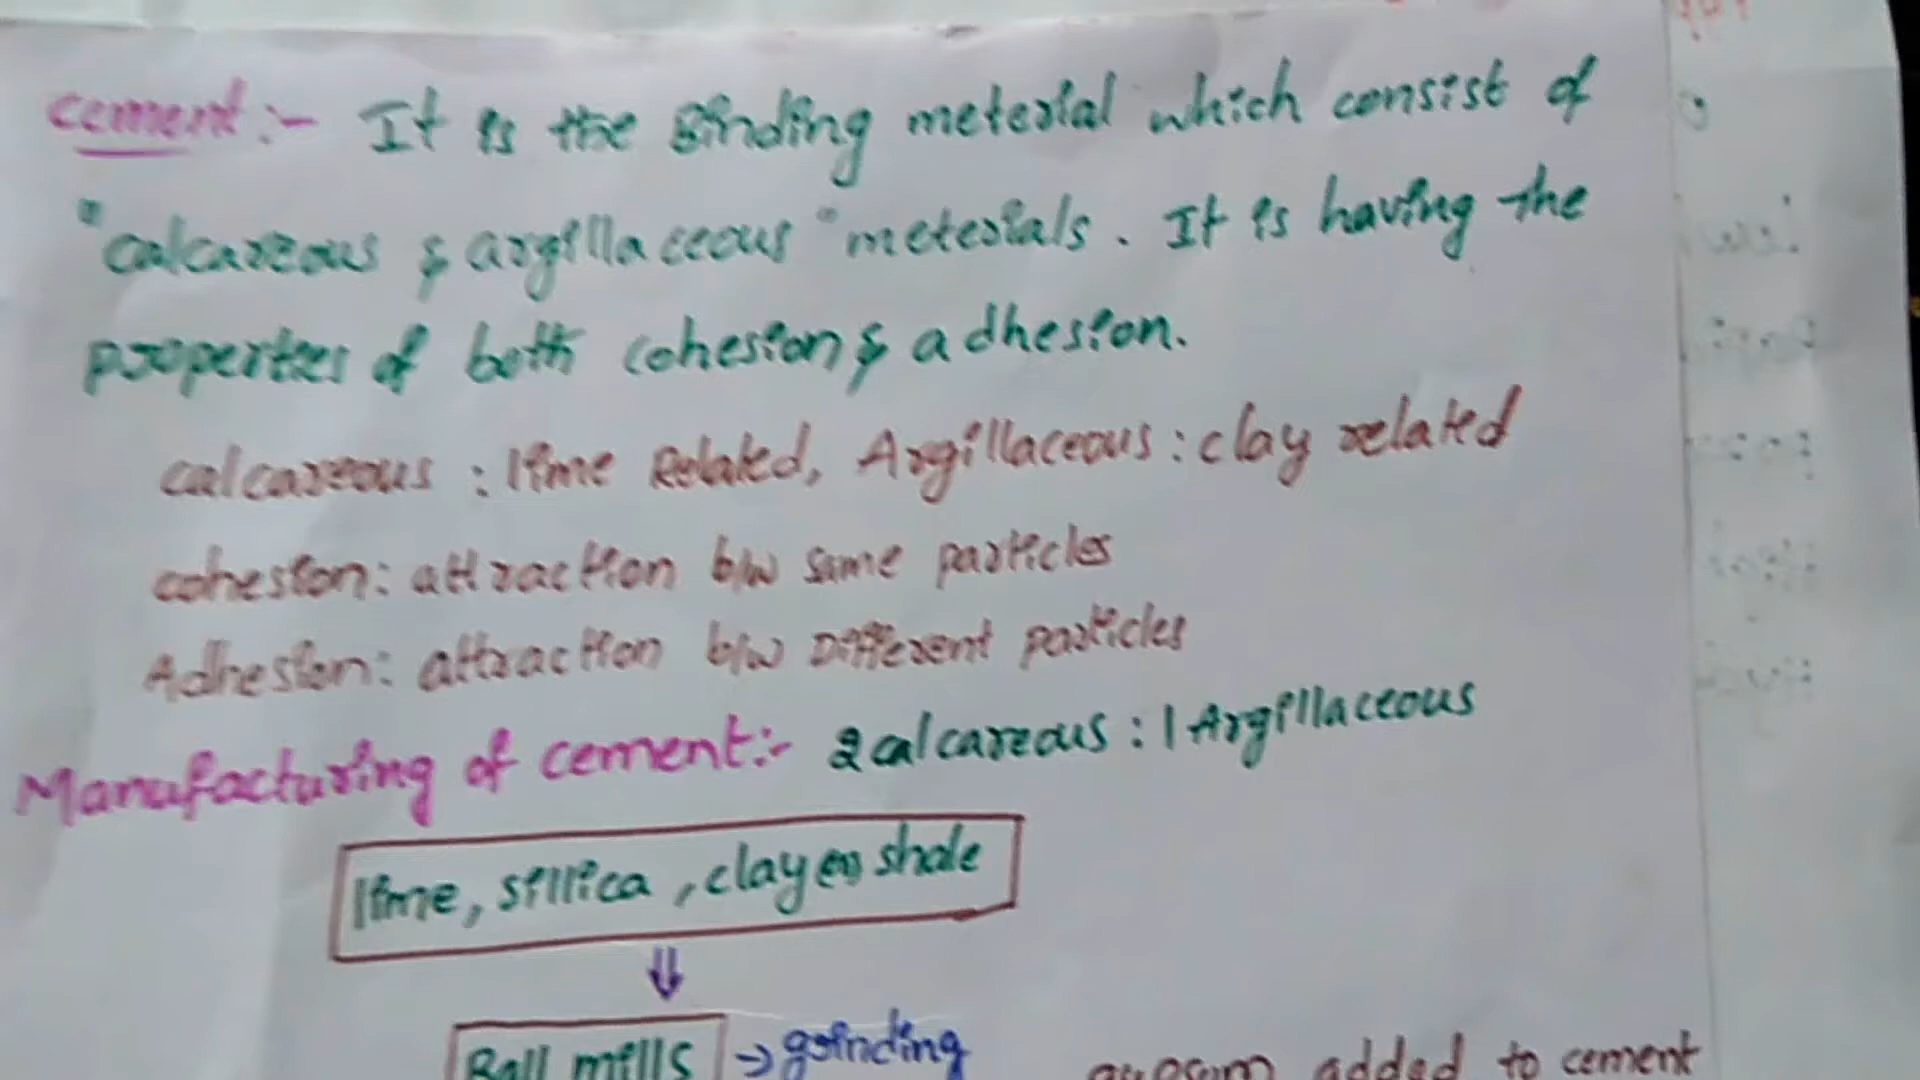 cement:- It is the Binding meterial which consist of
"calcareous & argillaceous" meterials. It is having the
properties of both cohesion & adhesion.
calcareous : lime Related, Argillaceous : clay related
cohesion: attraction b/w same particles
Adhesion: attraction b/w Different particles
Manufacturing of cement:- 2 calcareous : 1 Argillaceous
lime, sillica, clay en shale
⇓
Ball mills → grinding
gypsum added to cement